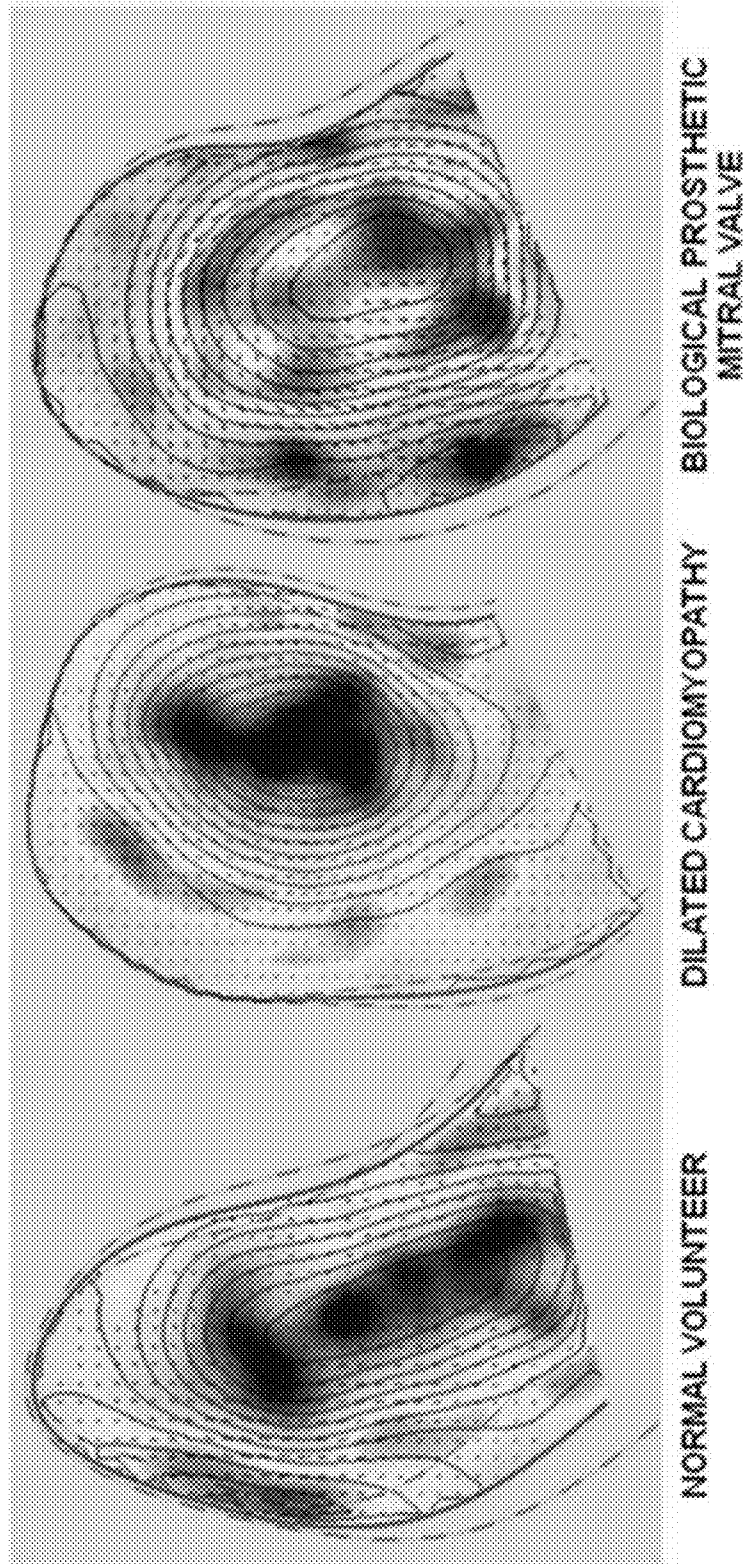 NORMAL VOLUNTEER
DILATED CARDIOMYOPATHY
BIOLOGICAL PROSTHETIC
MITRAL VALVE